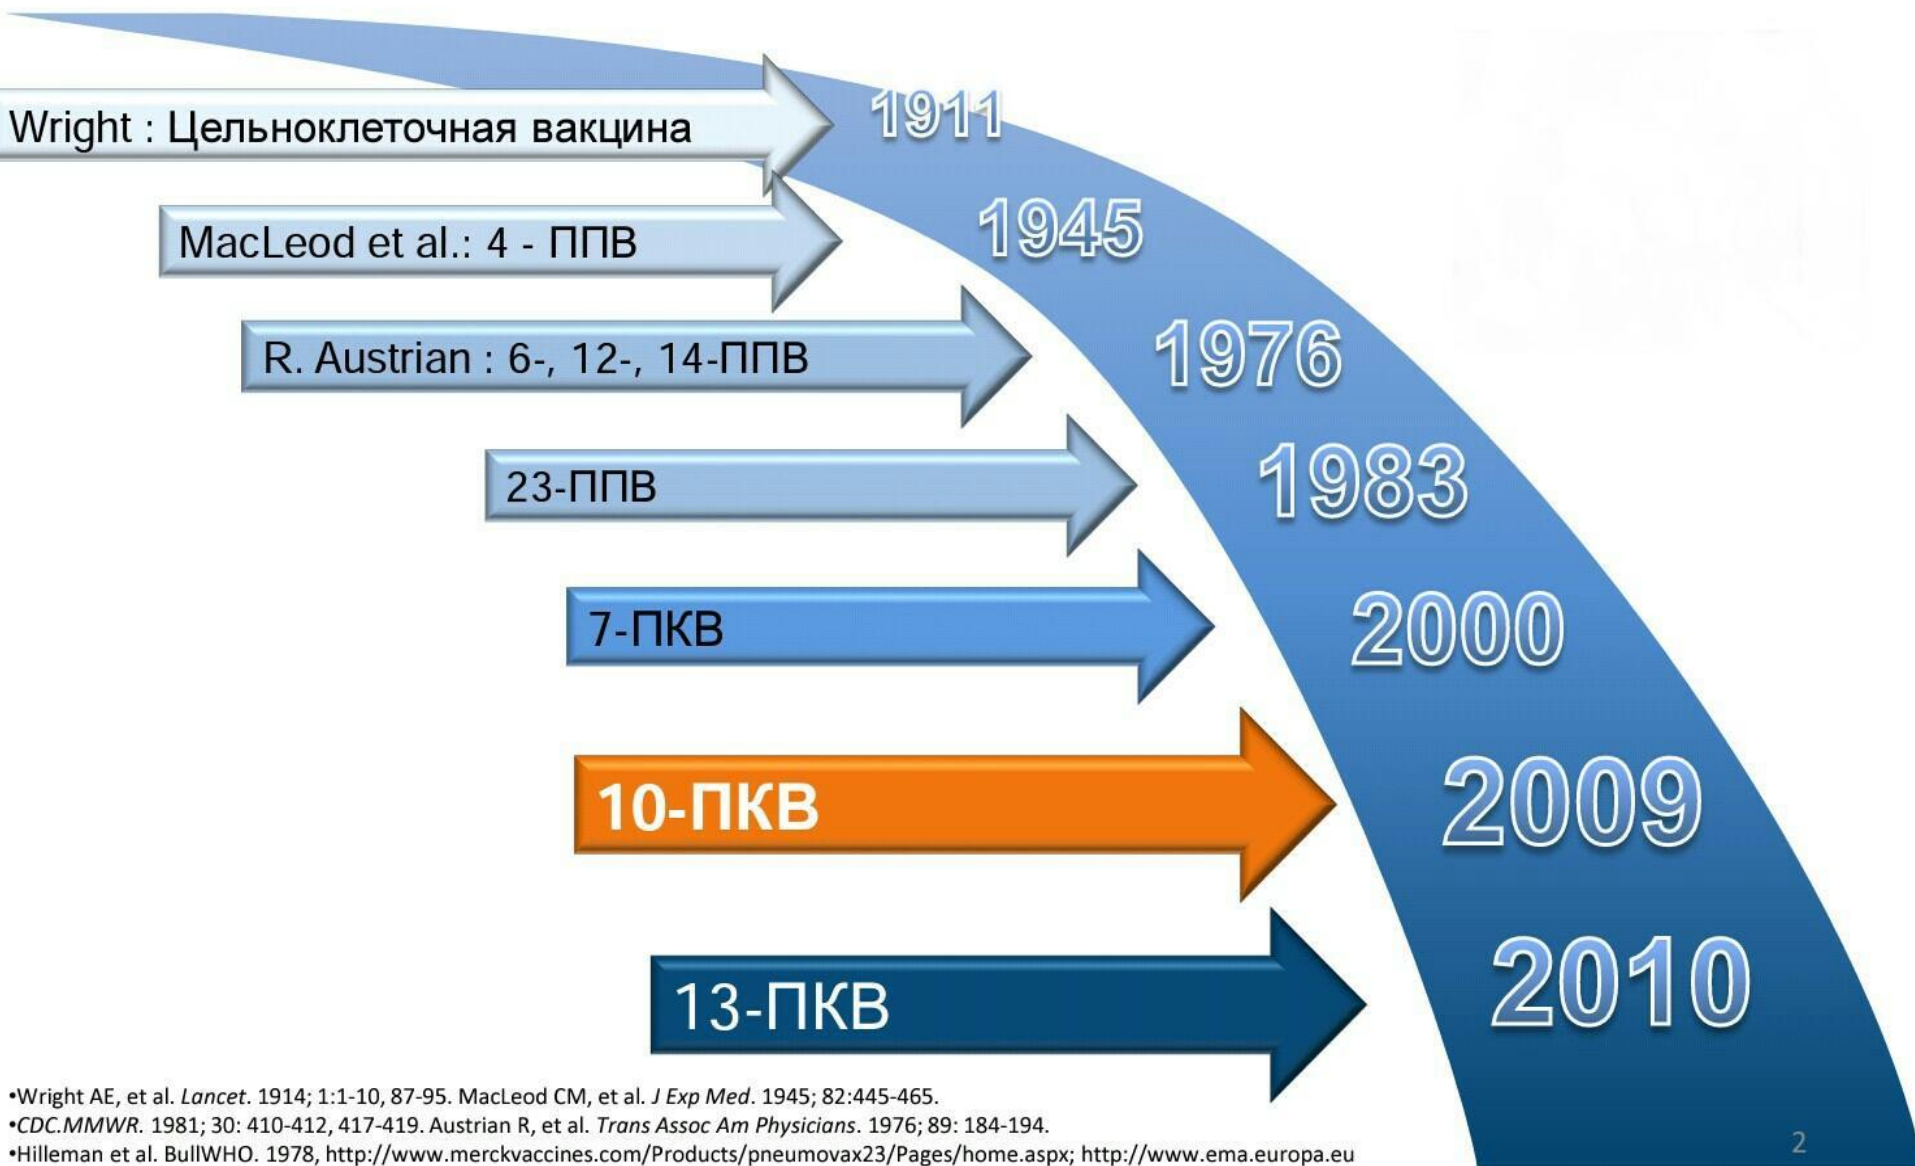 Wright : Цельноклеточная вакцина 1911
MacLeod et al.: 4 - ППВ 1945
R. Austrian : 6-, 12-, 14-ППВ 1976
23-ППВ 1983
7-ПКВ 2000
10-ПКВ 2009
13-ПКВ 2010
•Wright AE, et al. Lancet. 1914; 1:1-10, 87-95. MacLeod CM, et al. J Exp Med. 1945; 82:445-465.
•CDC.MMWR. 1981; 30: 410-412, 417-419. Austrian R, et al. Trans Assoc Am Physicians. 1976; 89: 184-194.
•Hilleman et al. BullWHO. 1978, http://www.merckvaccines.com/Products/pneumovax23/Pages/home.aspx; http://www.ema.europa.eu
2